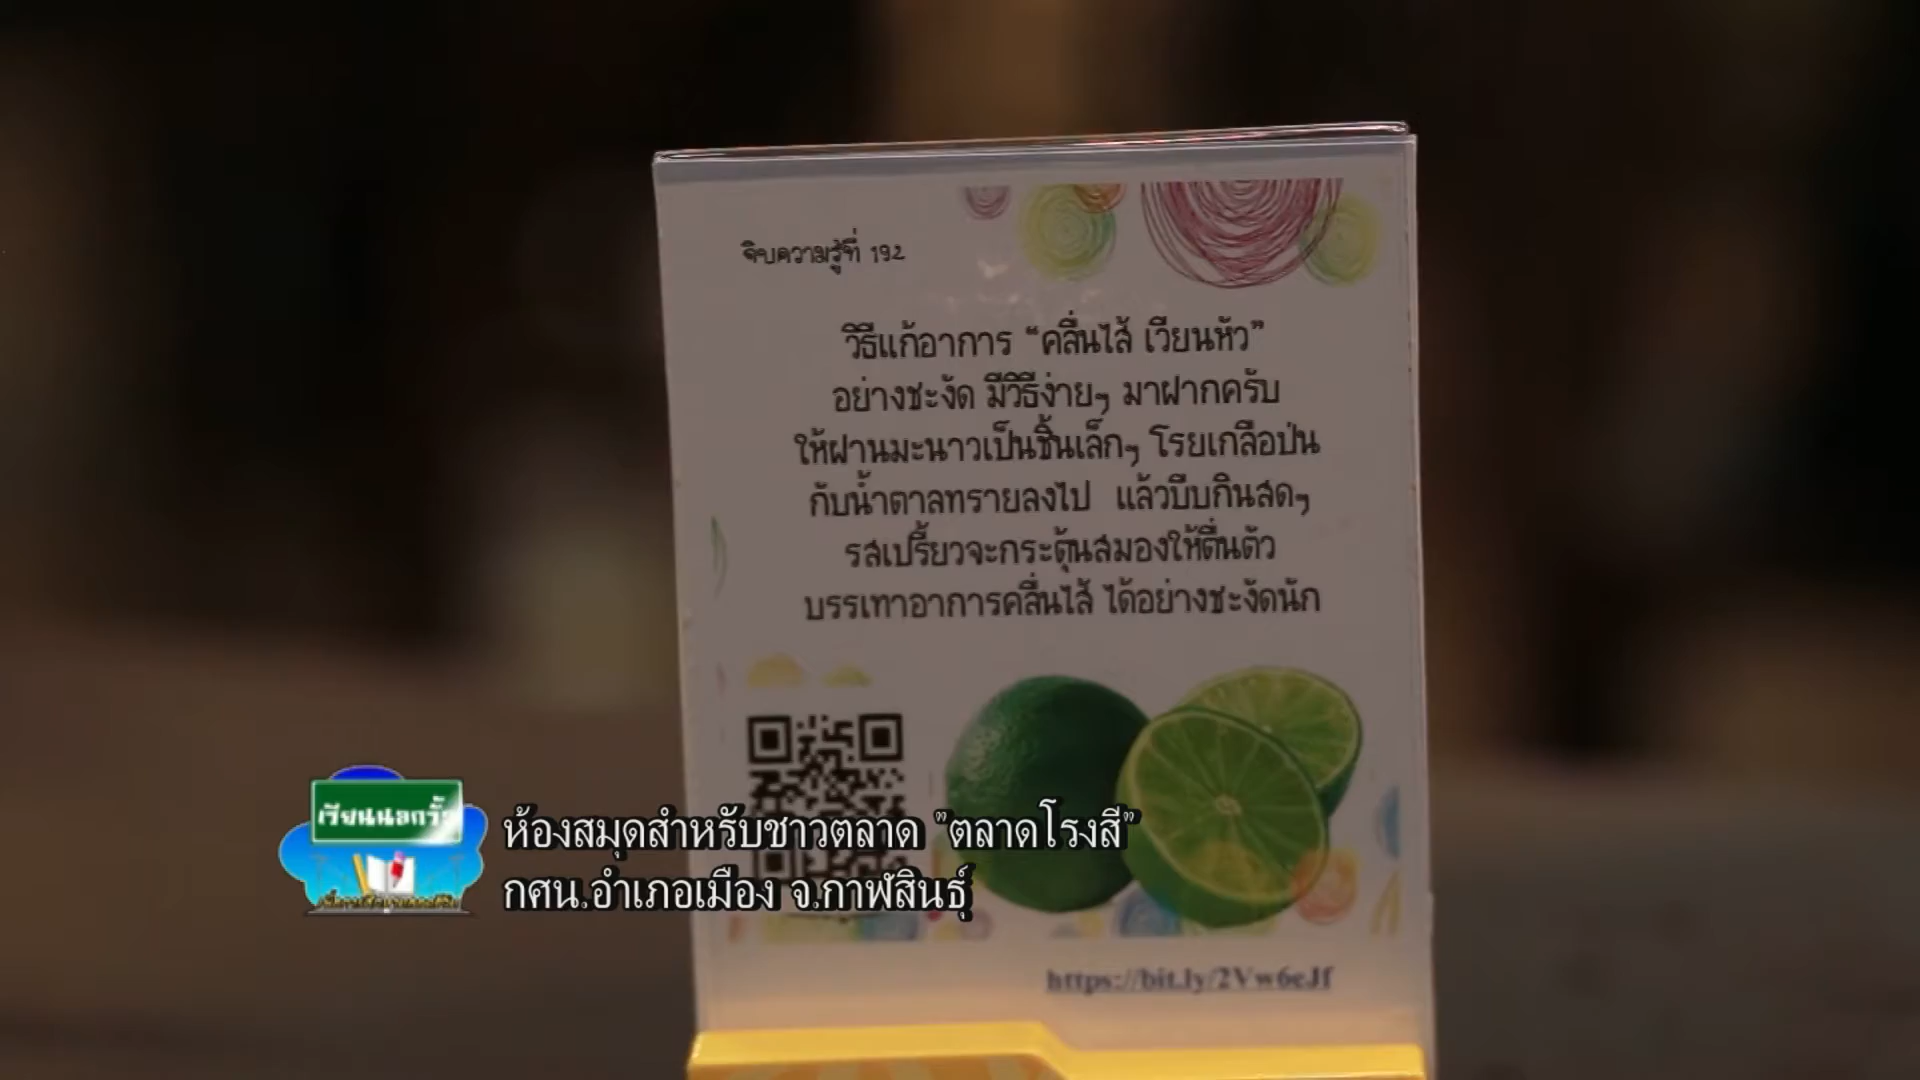 จิบความรู้ที่ 192
วิธีแก้อาการ “คลื่นไส้ เวียนหัว”
อย่างชะงัด มีวิธีง่ายๆ มาฝากครับ
ให้ฝานมะนาวเป็นชิ้นเล็กๆ โรยเกลือป่น
กับน้ำตาลทรายลงไป แล้วบีบกินสดๆ
รสเปรี้ยวจะกระตุ้นสมองให้ตื่นตัว
บรรเทาอาการคลื่นไส้ ได้อย่างชะงัดนัก
เรียนนอกรั้ว
ห้องสมุดสำหรับชาวตลาด "ตลาดโรงสี"
กศน.อำเภอเมือง จ.กาฬสินธุ์
https://bit.ly/2Vw6eJf